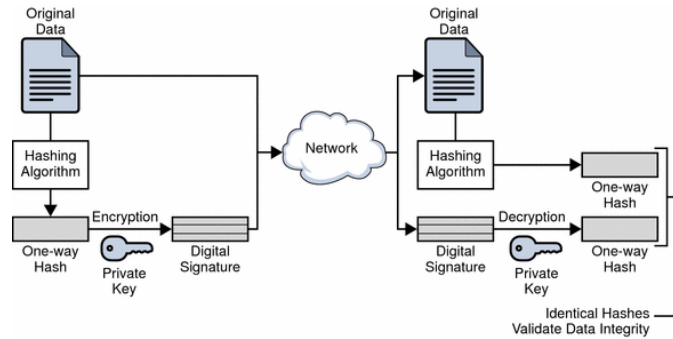 Original
Data
Hashing
Algorithm
One-way
Hash
Encryption
Private
Key
Digital
Signature
Network
Original
Data
Hashing
Algorithm
One-way
Hash
Digital
Signature
Decryption
Private
Key
One-way
Hash
Identical Hashes
Validate Data Integrity